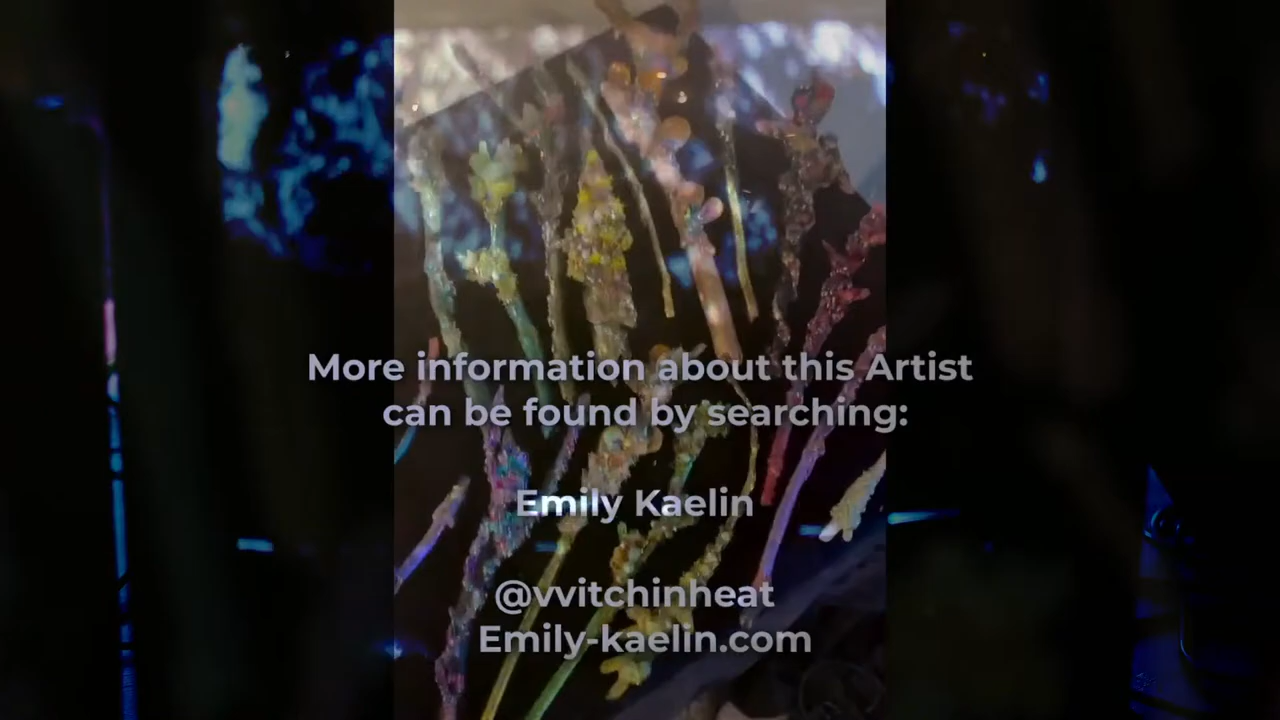 More information about this Artist
can be found by searching:
Emily Kaelin
@vvitchinheat
Emily-kaelin.com